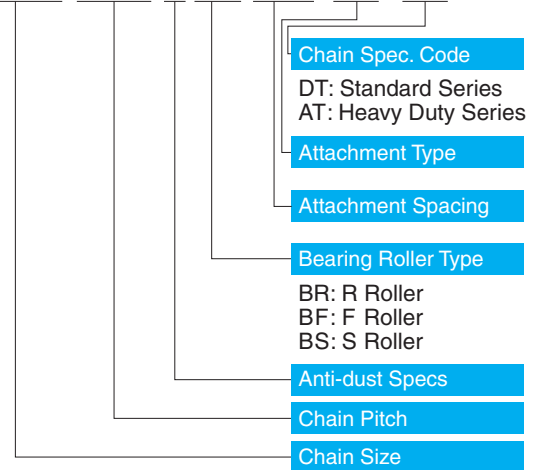 Chain Spec. Code
DT: Standard Series
AT: Heavy Duty Series
Attachment Type
Attachment Spacing
Bearing Roller Type
BR: R Roller
BF: F Roller
BS: S Roller
Anti-dust Specs
Chain Pitch
Chain Size